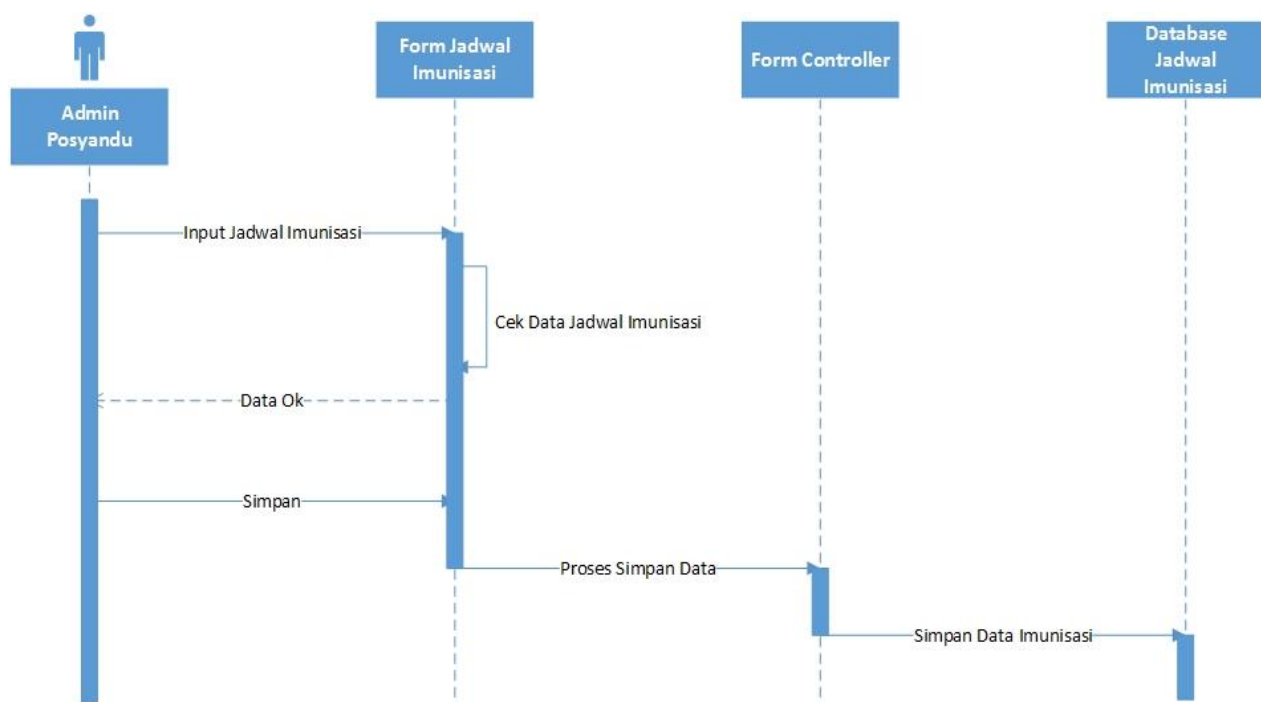 Admin
Posyandu
Form Jadwal
Imunisasi
Form Controller
Database
Jadwal
Imunisasi
Input Jadwal Imunisasi
Cek Data Jadwal Imunisasi
Data Ok
Simpan
Proses Simpan Data
Simpan Data Imunisasi